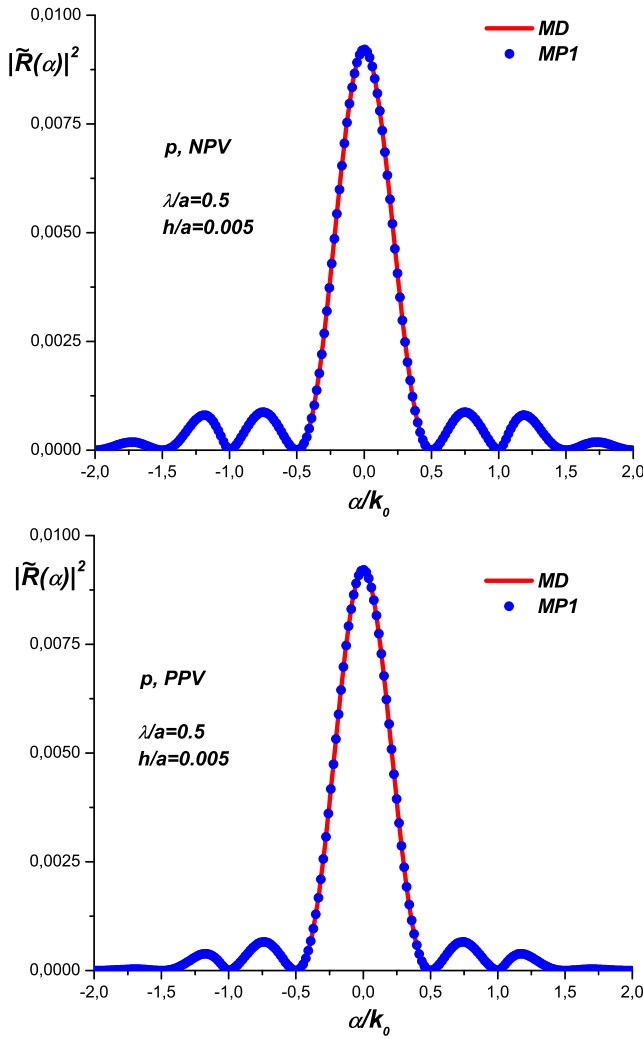 0,0100
|R̃(α)|²
MD
MP1
0,0075
p, NPV
λ/a=0.5
h/a=0.005
0,0050
0,0025
0,0000
-2,0 -1,5 -1,0 -0,5 0,0 0,5 1,0 1,5 2,0
α/k₀
0,0100
|R̃(α)|²
MD
MP1
0,0075
p, PPV
λ/a=0.5
h/a=0.005
0,0050
0,0025
0,0000
-2,0 -1,5 -1,0 -0,5 0,0 0,5 1,0 1,5 2,0
α/k₀